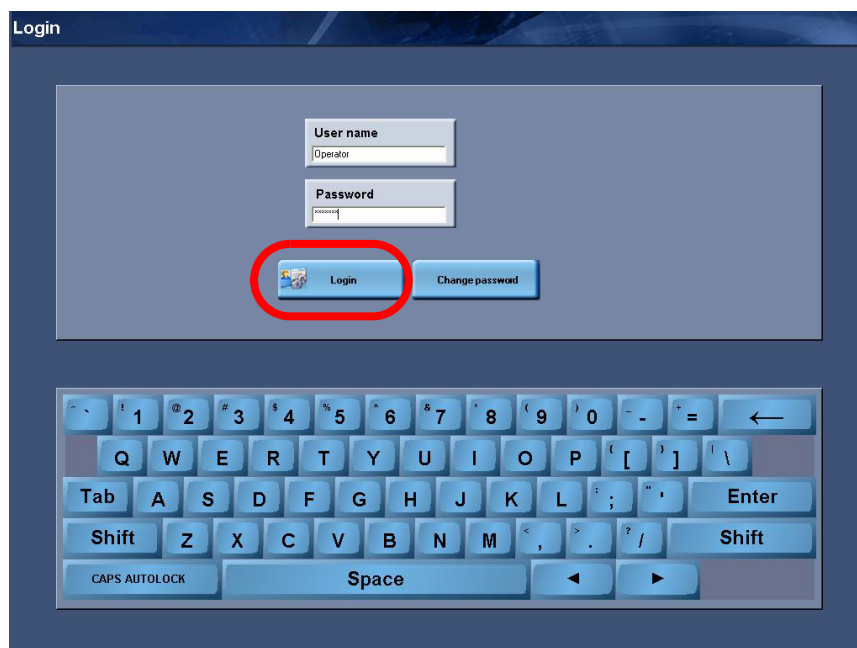 Login
User name
Operator
Password
xxxxxxx
Login Change password
~ ` ! 1 @ 2 # 3 $ 4 % 5 ^ 6 & 7 * 8 ( 9 ) 0 - - + = ←
Q W E R T Y U I O P { [ } ] | \
Tab A S D F G H J K L : ; " ' Enter
Shift Z X C V B N M < , > . ? / Shift
CAPS AUTOLOCK Space ◄ ►